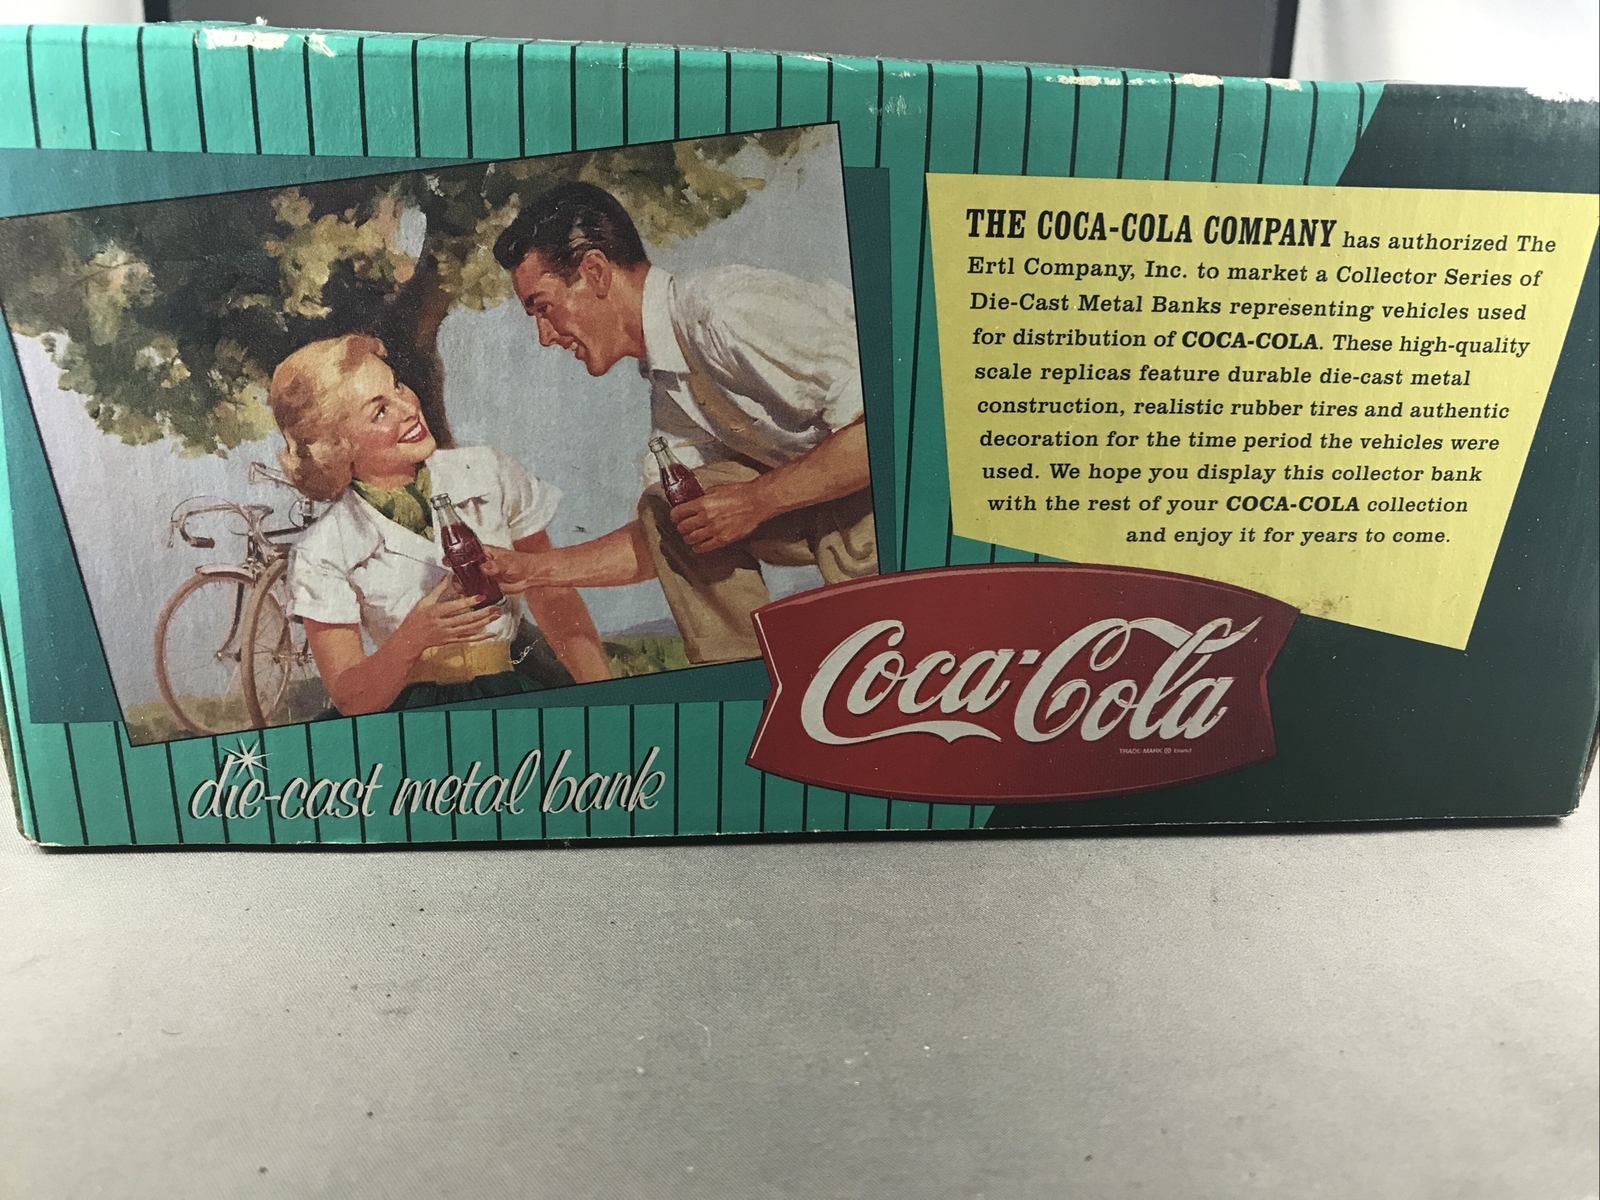 THE COCA-COLA COMPANY has authorized The
Ertl Company, Inc. to market a Collector Series of
Die-Cast Metal Banks representing vehicles used
for distribution of COCA-COLA. These high-quality
scale replicas feature durable die-cast metal
construction, realistic rubber tires and authentic
decoration for the time period the vehicles were
used. We hope you display this collector bank
with the rest of your COCA-COLA collection
and enjoy it for years to come.
Coca-Cola
TRADE-MARK ®
die-cast metal bank